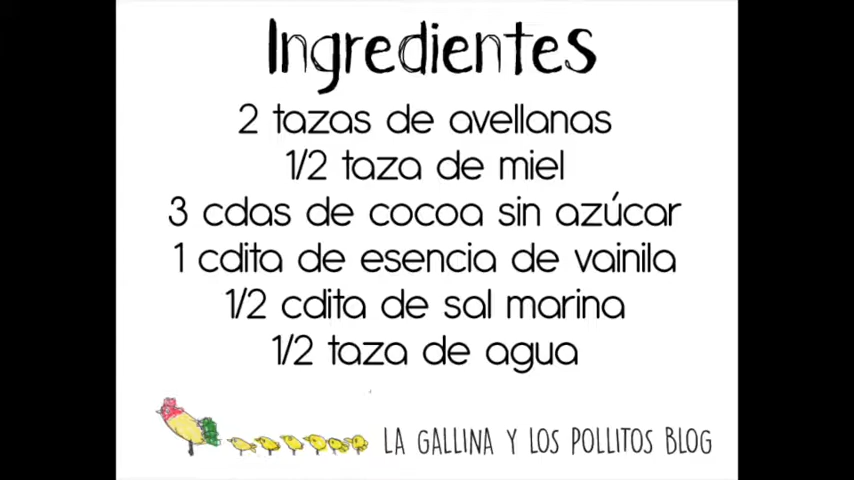 Ingredientes
2 tazas de avellanas
1/2 taza de miel
3 cdas de cocoa sin azúcar
1 cdita de esencia de vainila
1/2 cdita de sal marina
1/2 taza de agua
LA GALLINA Y LOS POLLITOS BLOG